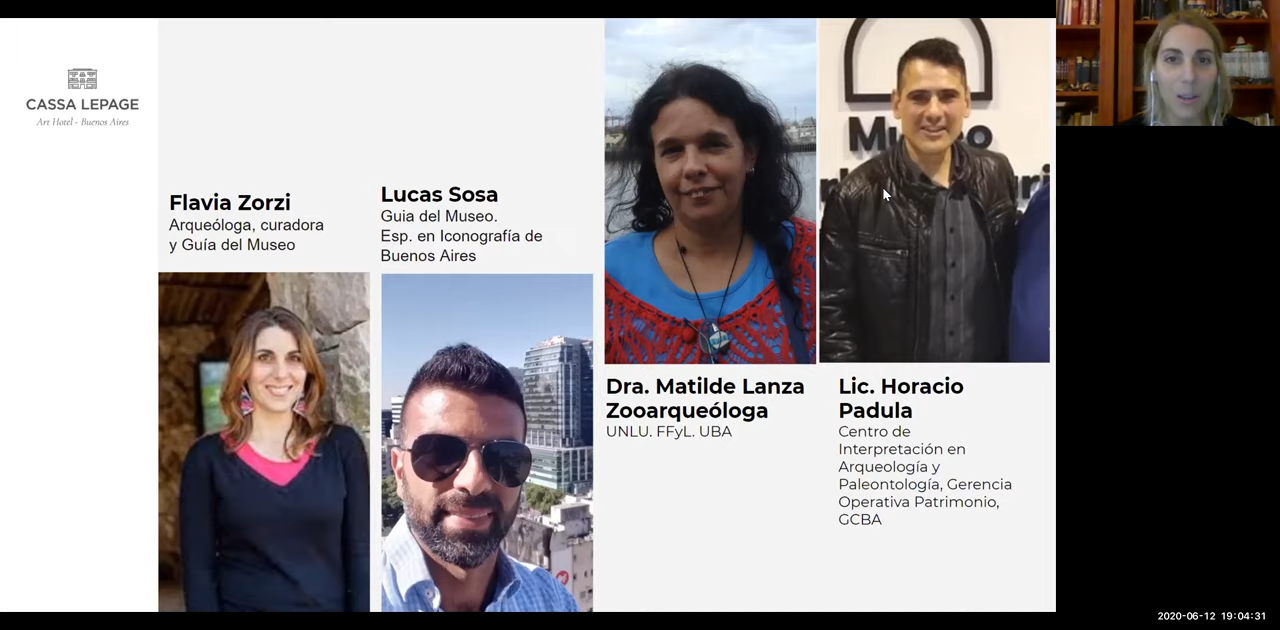 CASSA LEPAGE
Art Hotel - Buenos Aires
Flavia Zorzi
Arqueóloga, curadora
y Guía del Museo
Lucas Sosa
Guia del Museo.
Esp. en Iconografía de
Buenos Aires
Dra. Matilde Lanza
Zooarqueóloga
UNLU. FFyL. UBA
Lic. Horacio
Padula
Centro de
Interpretación en
Arqueología y
Paleontología, Gerencia
Operativa Patrimonio,
GCBA
2020-06-12 19:04:31